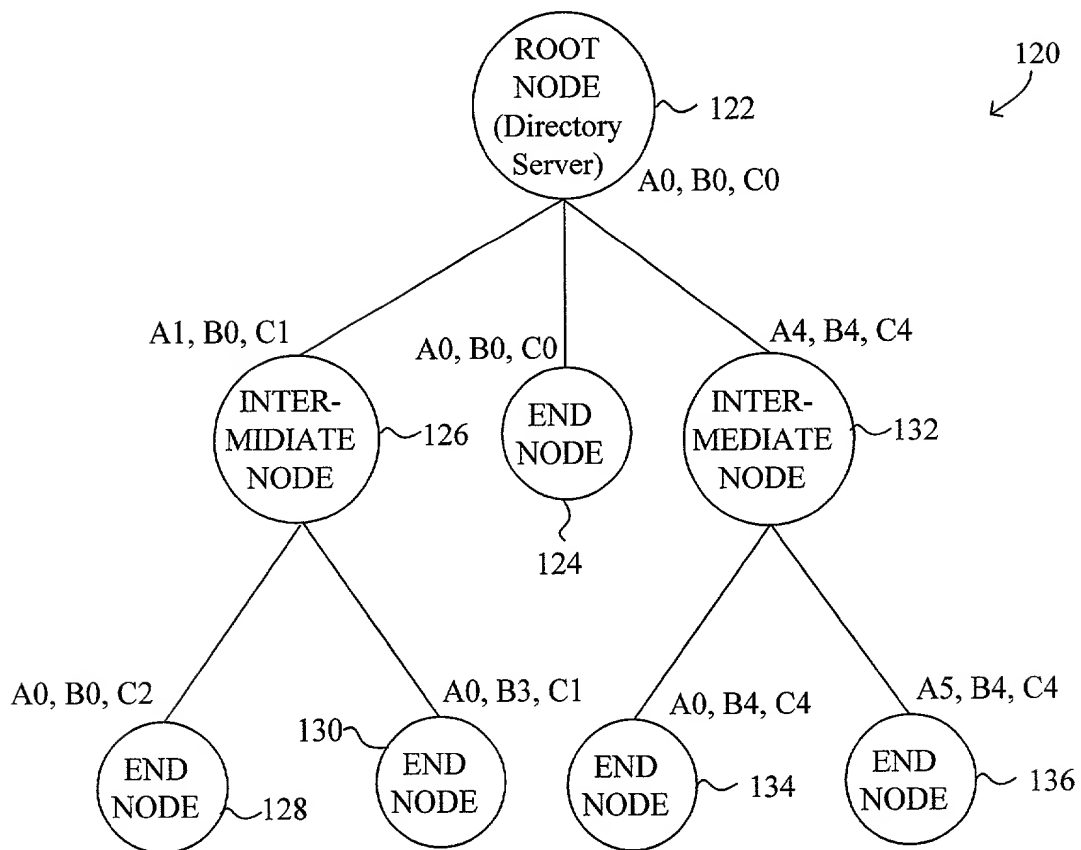 ROOT
NODE
(Directory
Server)
122
120
A0, B0, C0
A1, B0, C1
A0, B0, C0
A4, B4, C4
INTER-
MIDIATE
NODE
126
END
NODE
124
INTER-
MEDIATE
NODE
132
A0, B0, C2
A0, B3, C1
A0, B4, C4
A5, B4, C4
END
NODE
128
130
END
NODE
END
NODE
134
END
NODE
136